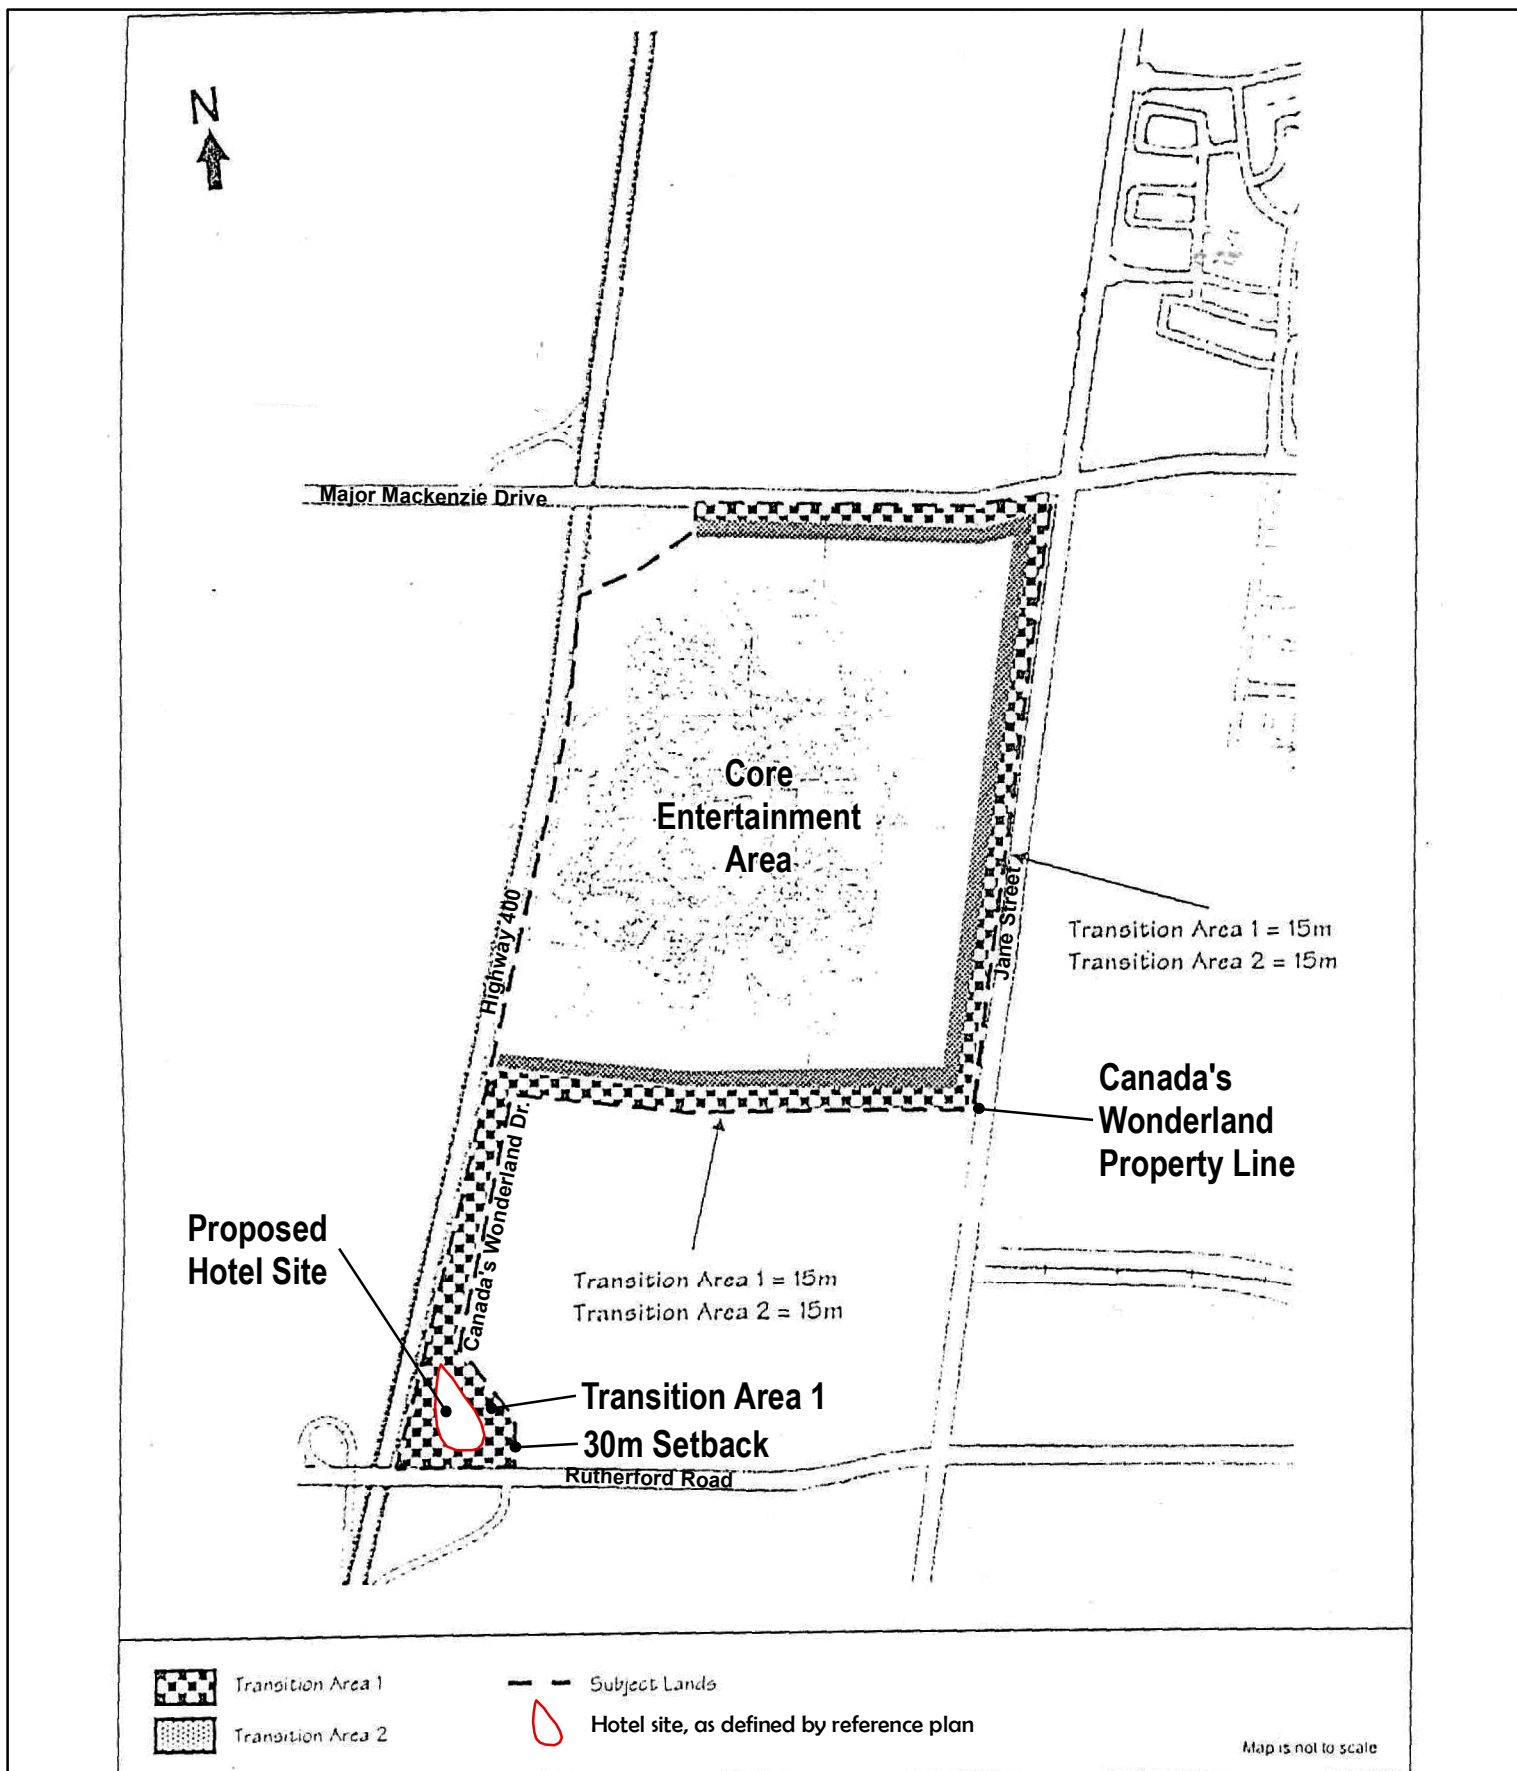 N
Major Mackenzie Drive
Core
Entertainment
Area
Highway 400
Jane Street
Transition Area 1 = 15m
Transition Area 2 = 15m
Canada's
Wonderland
Property Line
Canada's Wonderland Dr.
Proposed
Hotel Site
Transition Area 1 = 15m
Transition Area 2 = 15m
Transition Area 1
30m Setback
Rutherford Road
Transition Area 1
Transition Area 2
Subject Lands
Hotel site, as defined by reference plan
Map is not to scale